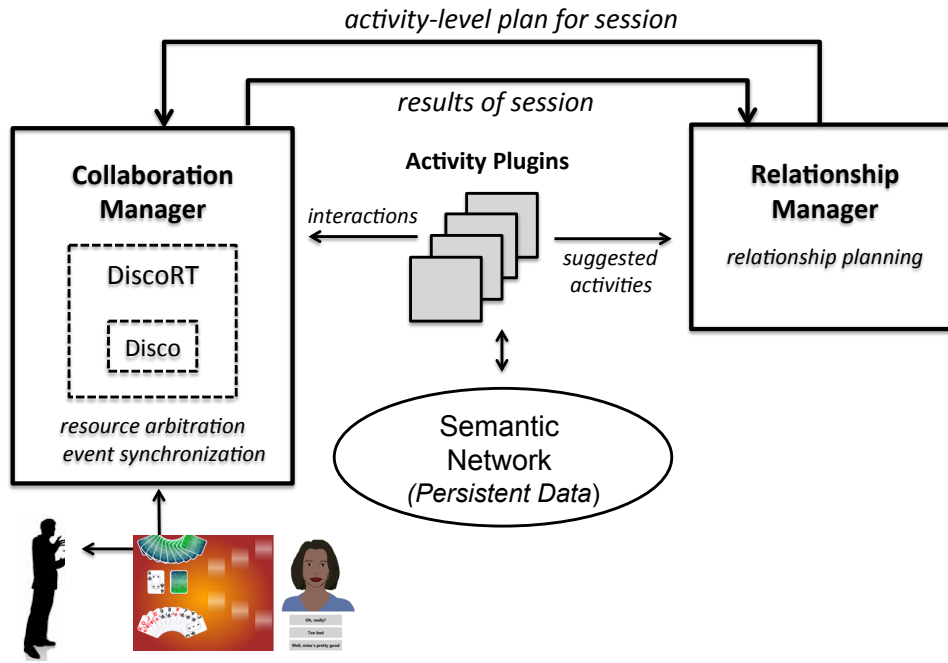 activity-level plan for session
results of session
Collaboration
Manager
DiscoRT
Disco
resource arbitration
event synchronization
Activity Plugins
interactions
suggested
activities
Relationship
Manager
relationship planning
Semantic
Network
(Persistent Data)
Oh, really?
Too bad
Well, mine's pretty good